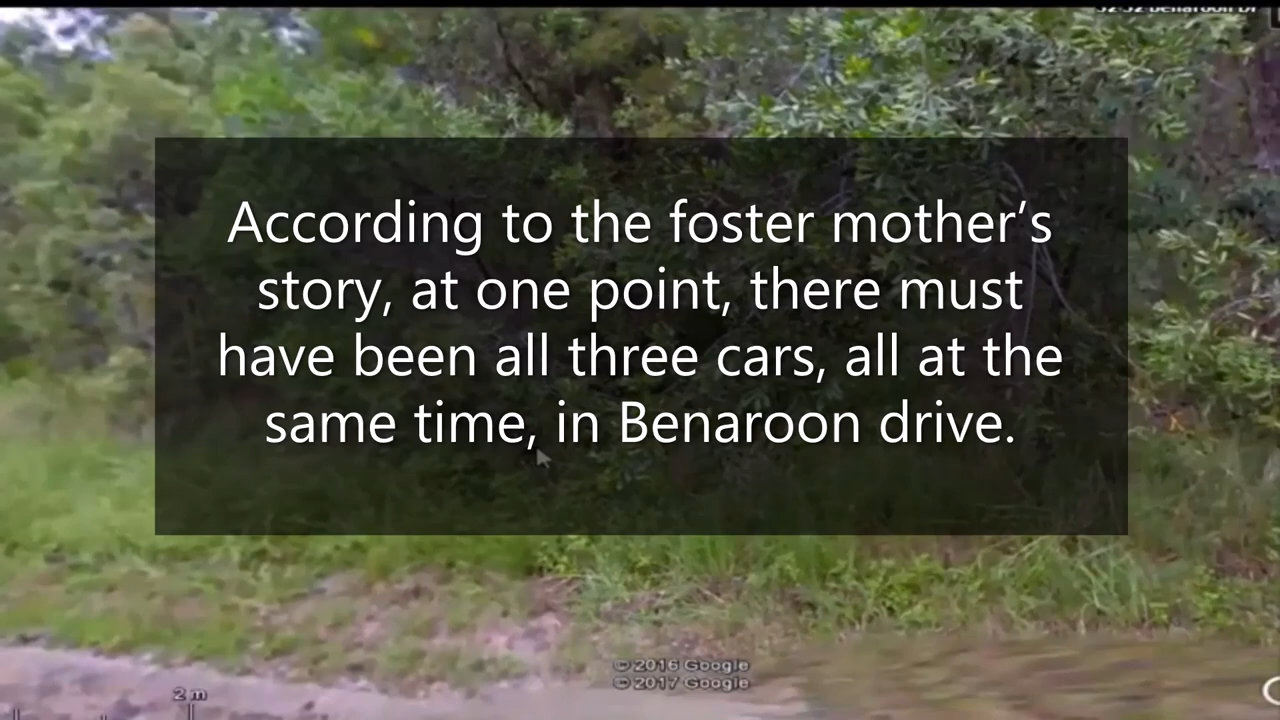 According to the foster mother's
story, at one point, there must
have been all three cars, all at the
same time, in Benaroon drive.
© 2016 Google
© 2017 Google
2 m